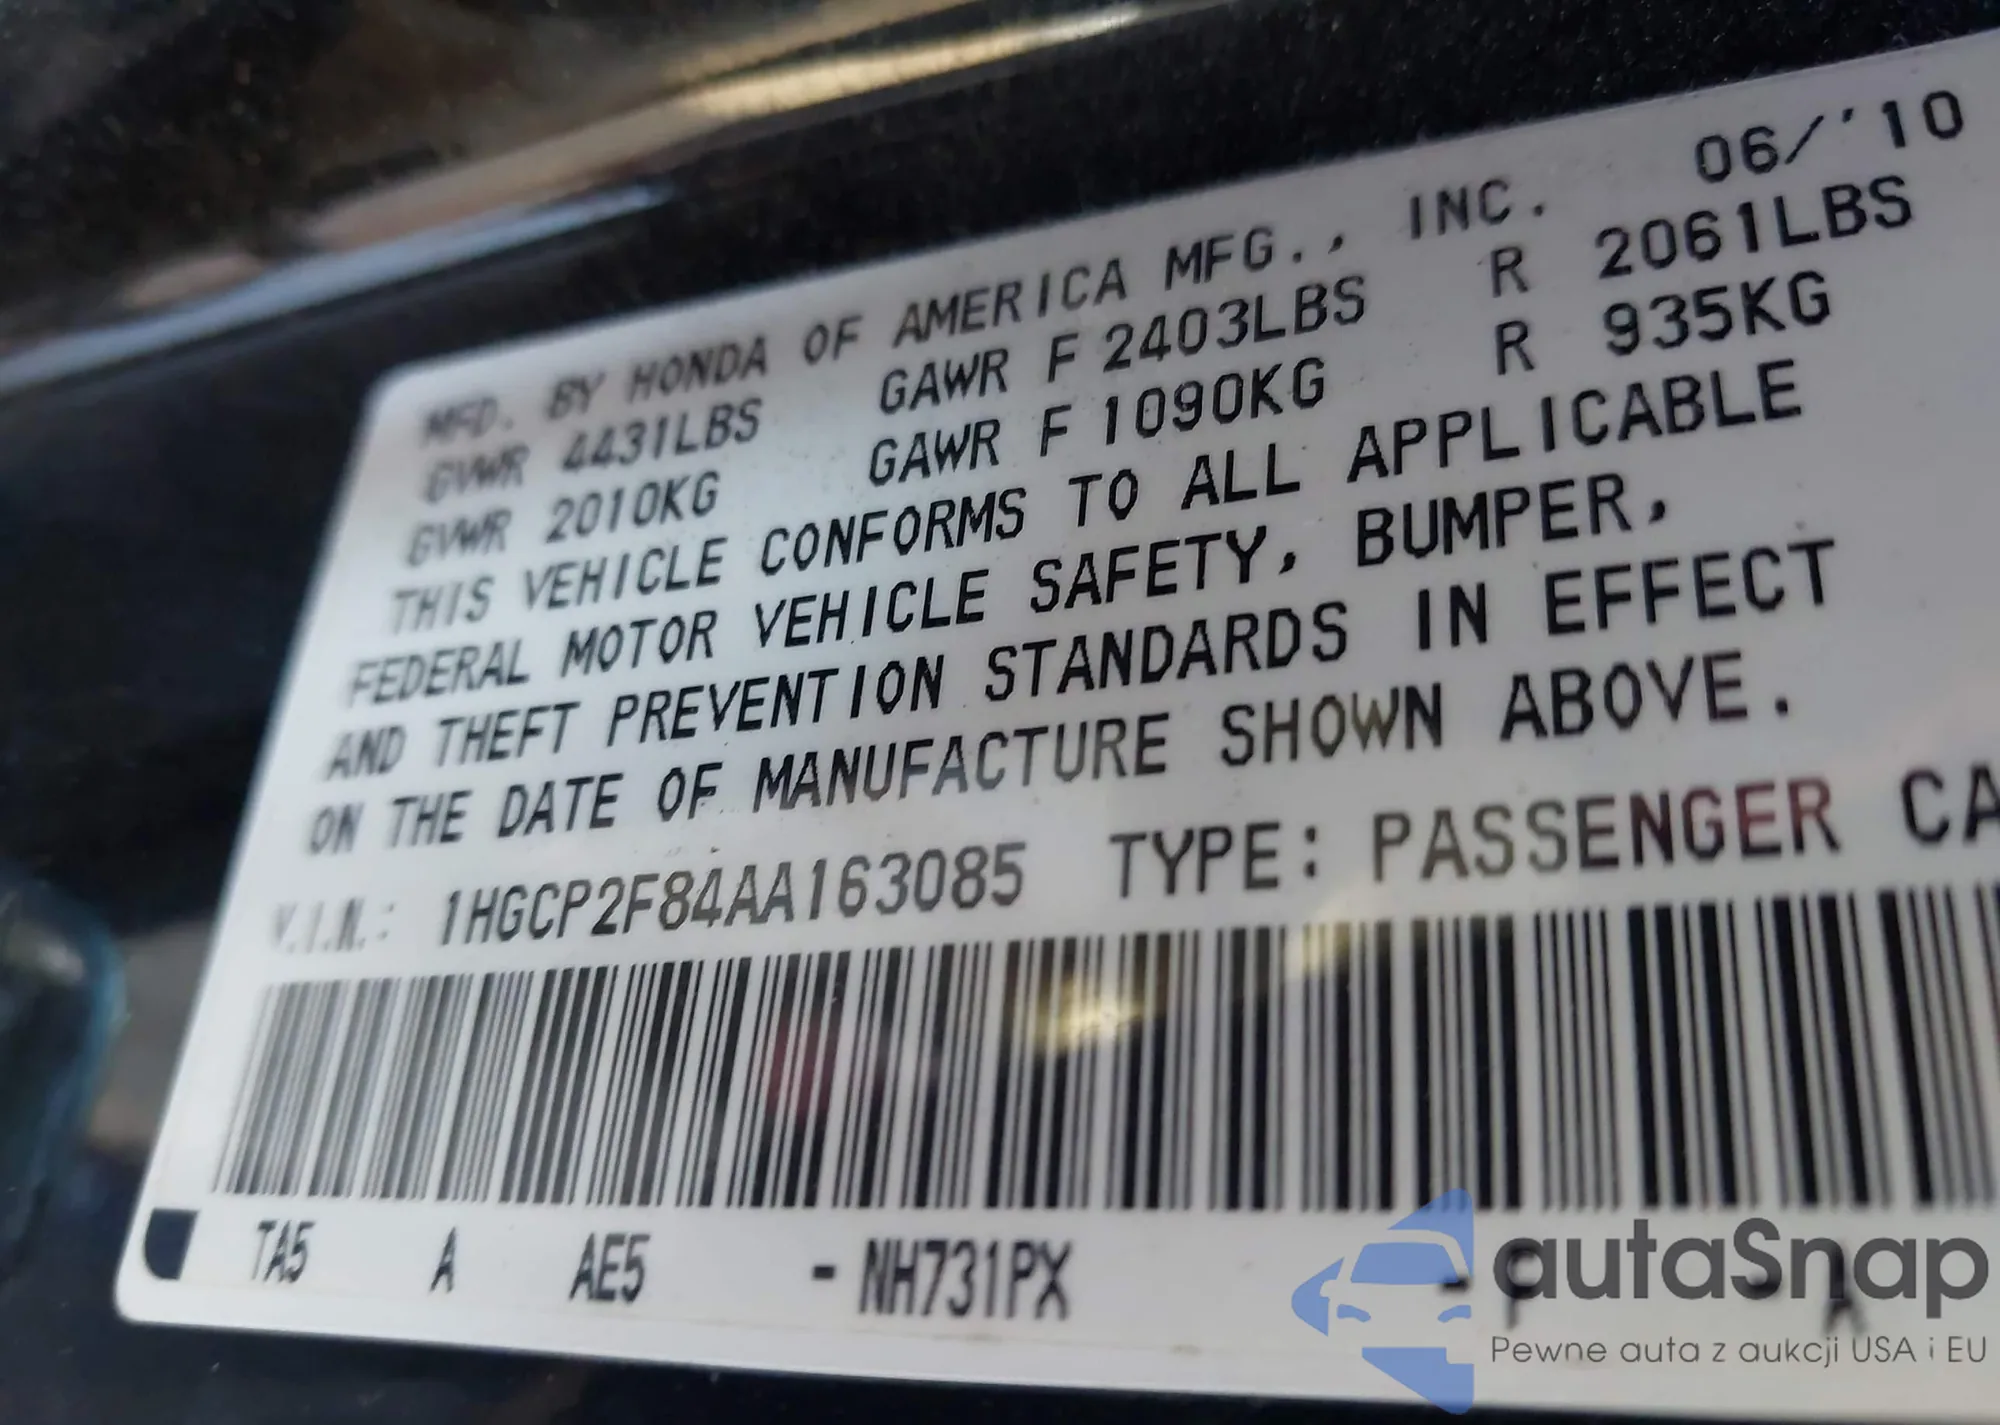 MFD. BY HONDA OF AMERICA MFG., INC. 06/'10
GVWR 4431LBS GAWR F 2403LBS R 2061LBS
GVWR 2010KG GAWR F 1090KG R 935KG
THIS VEHICLE CONFORMS TO ALL APPLICABLE
FEDERAL MOTOR VEHICLE SAFETY, BUMPER,
AND THEFT PREVENTION STANDARDS IN EFFECT
ON THE DATE OF MANUFACTURE SHOWN ABOVE.
V.I.N.: 1HGCP2F84AA163085 TYPE: PASSENGER CA
TA5 A AE5 - NH731PX - F - A
autaSnap
Pewne auta z aukcji USA i EU